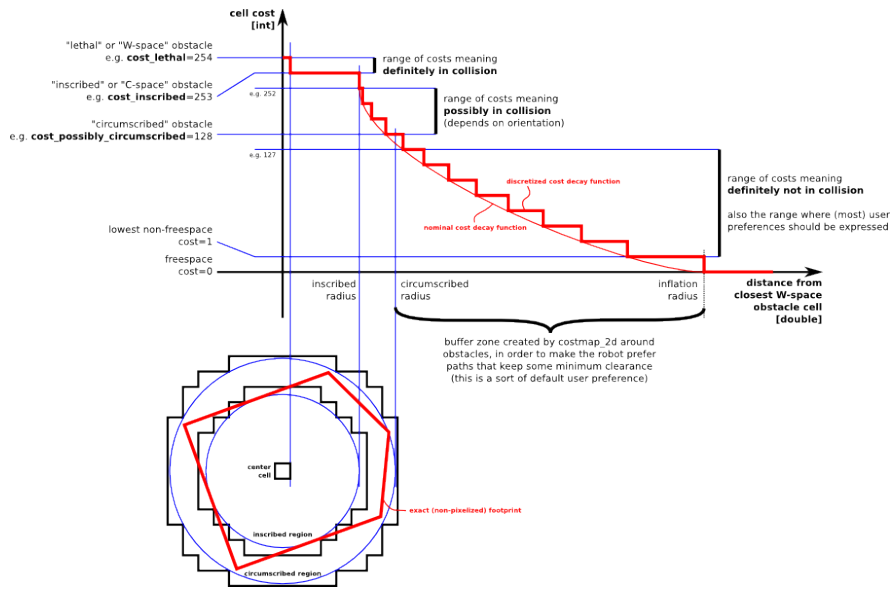 cell cost
[int]
"lethal" or "W-space" obstacle
e.g. cost_lethal=254
"inscribed" or "C-space" obstacle
e.g. cost_inscribed=253
"circumscribed" obstacle
e.g. cost_possibly_circumscribed=128
e.g. 252
e.g. 127
range of costs meaning
definitely in collision
range of costs meaning
possibly in collision
(depends on orientation)
range of costs meaning
definitely not in collision
also the range where (most) user
preferences should be expressed
discretized cost decay function
nominal cost decay function
lowest non-freespace
cost=1
freespace
cost=0
inscribed
radius
circumscribed
radius
inflation
radius
distance from
closest W-space
obstacle cell
[double]
buffer zone created by costmap_2d around
obstacles, in order to make the robot prefer
paths that keep some minimum clearance
(this is a sort of default user preference)
center
cell
exact (non-pixelized) footprint
inscribed region
circumscribed region